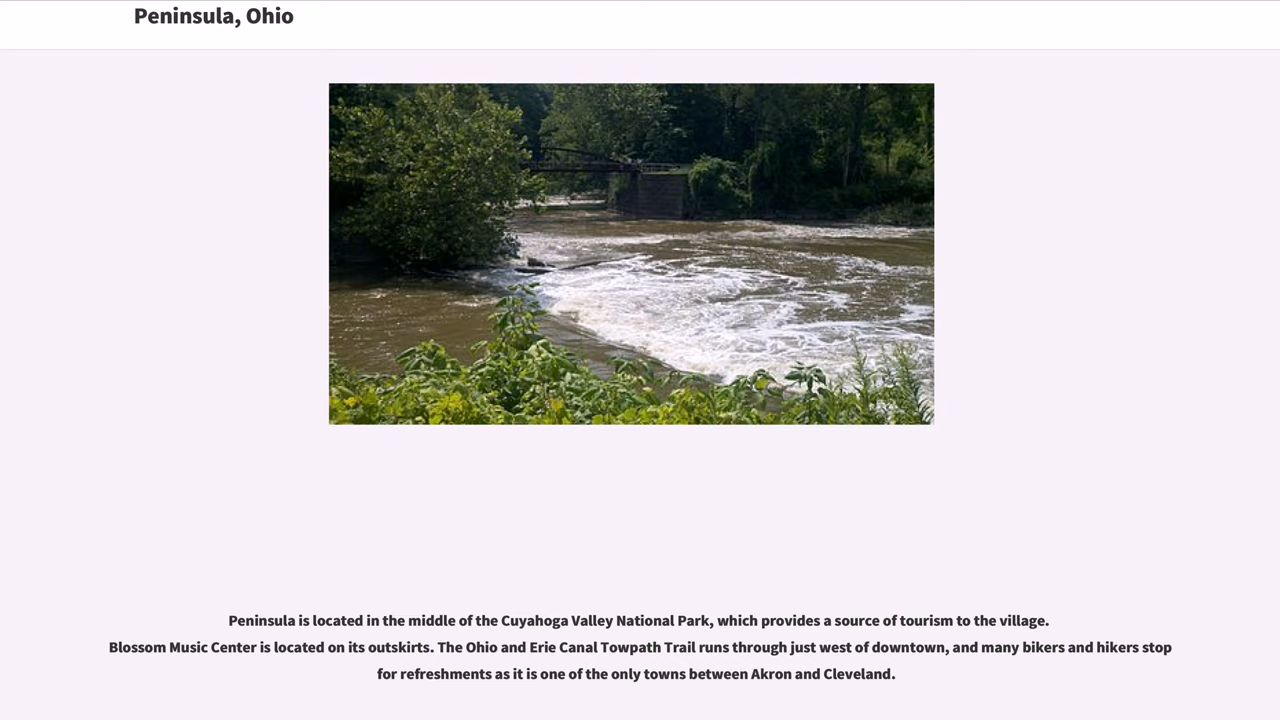 Peninsula, Ohio
Peninsula is located in the middle of the Cuyahoga Valley National Park, which provides a source of tourism to the village.
Blossom Music Center is located on its outskirts. The Ohio and Erie Canal Towpath Trail runs through just west of downtown, and many bikers and hikers stop
for refreshments as it is one of the only towns between Akron and Cleveland.